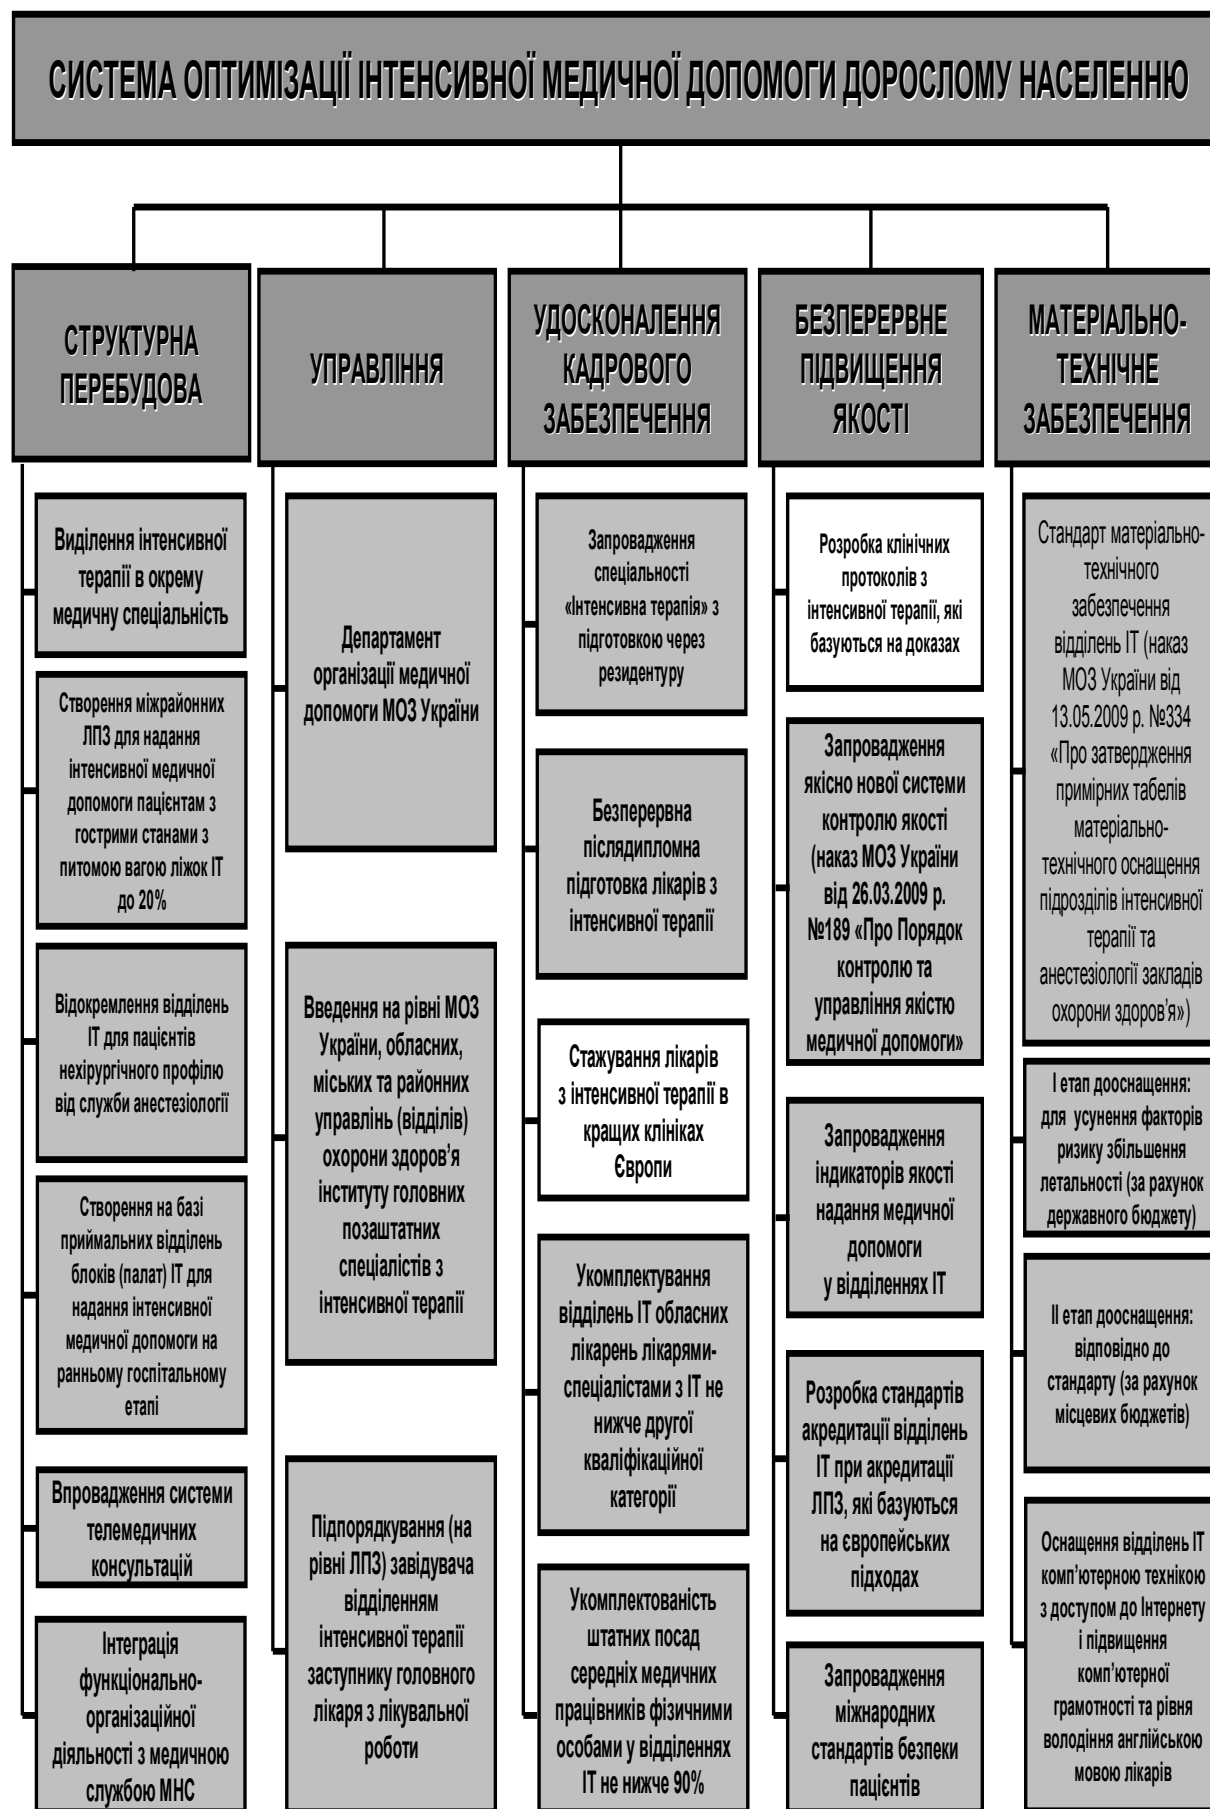 СИСТЕМА ОПТИМІЗАЦІЇ ІНТЕНСИВНОЇ МЕДИЧНОЇ ДОПОМОГИ ДОРОСЛОМУ НАСЕЛЕННЮ
СТРУКТУРНА
ПЕРЕБУДОВА
Виділення інтенсивної
терапії в окрему
медичну спеціальність
Створення міжрайонних
ЛПЗ для надання
інтенсивної медичної
допомоги пацієнтам з
гострими станами з
питомою вагою ліжок ІТ
до 20%
Відокремлення відділень
ІТ для пацієнтів
нехірургічного профілю
від служби анестезіології
Створення на базі
приймальних відділень
блоків (палат) ІТ для
надання інтенсивної
медичної допомоги на
ранньому госпітальному
етапі
Впровадження системи
телемедичних
консультацій
Інтеграція
функціонально-
організаційної
діяльності з медичною
службою МНС
УПРАВЛІННЯ
Департамент
організації медичної
допомоги МОЗ України
Введення на рівні МОЗ
України, обласних,
міських та районних
управлінь (відділів)
охорони здоров’я
інституту головних
позаштатних
спеціалістів з
інтенсивної терапії
Підпорядкування (на
рівні ЛПЗ) завідувача
відділенням
інтенсивної терапії
заступнику головного
лікаря з лікувальної
роботи
УДОСКОНАЛЕННЯ
КАДРОВОГО
ЗАБЕЗПЕЧЕННЯ
Запровадження
спеціальності
«Інтенсивна терапія» з
підготовкою через
резидентуру
Безперервна
післядипломна
підготовка лікарів з
інтенсивної терапії
Стажування лікарів
з інтенсивної терапії в
кращих клініках
Європи
Укомплектування
відділень ІТ обласних
лікарень лікарями-
спеціалістами з ІТ не
нижче другої
кваліфікаційної
категорії
Укомплектованість
штатних посад
середніх медичних
працівників фізичними
особами у відділеннях
ІТ не нижче 90%
БЕЗПЕРЕРВНЕ
ПІДВИЩЕННЯ
ЯКОСТІ
Розробка клінічних
протоколів з
інтенсивної терапії, які
базуються на доказах
Запровадження
якісно нової системи
контролю якості
(наказ МОЗ України
від 26.03.2009 р.
№189 «Про Порядок
контролю та
управління якістю
медичної допомоги»
Запровадження
індикаторів якості
надання медичної
допомоги
у відділеннях ІТ
Розробка стандартів
акредитації відділень
ІТ при акредитації
ЛПЗ, які базуються
на європейських
підходах
Запровадження
міжнародних
стандартів безпеки
пацієнтів
МАТЕРІАЛЬНО-
ТЕХНІЧНЕ
ЗАБЕЗПЕЧЕННЯ
Стандарт матеріально-
технічного
забезпечення
відділень ІТ (наказ
МОЗ України від
13.05.2009 р. №334
«Про затвердження
примірних табелів
матеріально-
технічного оснащення
підрозділів інтенсивної
терапії та
анестезіології закладів
охорони здоров’я»)
І етап дооснащення:
для усунення факторів
ризику збільшення
летальності (за рахунок
державного бюджету)
ІІ етап дооснащення:
відповідно до
стандарту (за рахунок
місцевих бюджетів)
Оснащення відділень ІТ
комп’ютерною технікою
з доступом до Інтернету
і підвищення
комп’ютерної
грамотності та рівня
володіння англійською
мовою лікарів